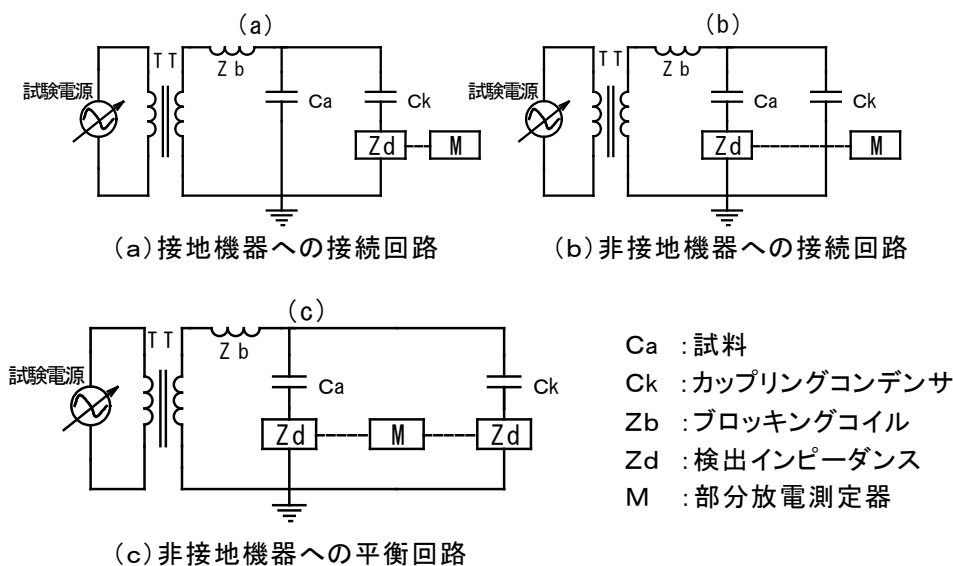 (a)
TT
Zb
試験電源
Ca
Ck
Zd
M
(a)接地機器への接続回路
(b)
TT
Zb
試験電源
Ca
Ck
Zd
M
(b)非接地機器への接続回路
(c)
TT
Zb
試験電源
Ca
Ck
Zd
M
Zd
(c)非接地機器への平衡回路
Ca :試料
Ck :カップリングコンデンサ
Zb :ブロッキングコイル
Zd :検出インピーダンス
M :部分放電測定器